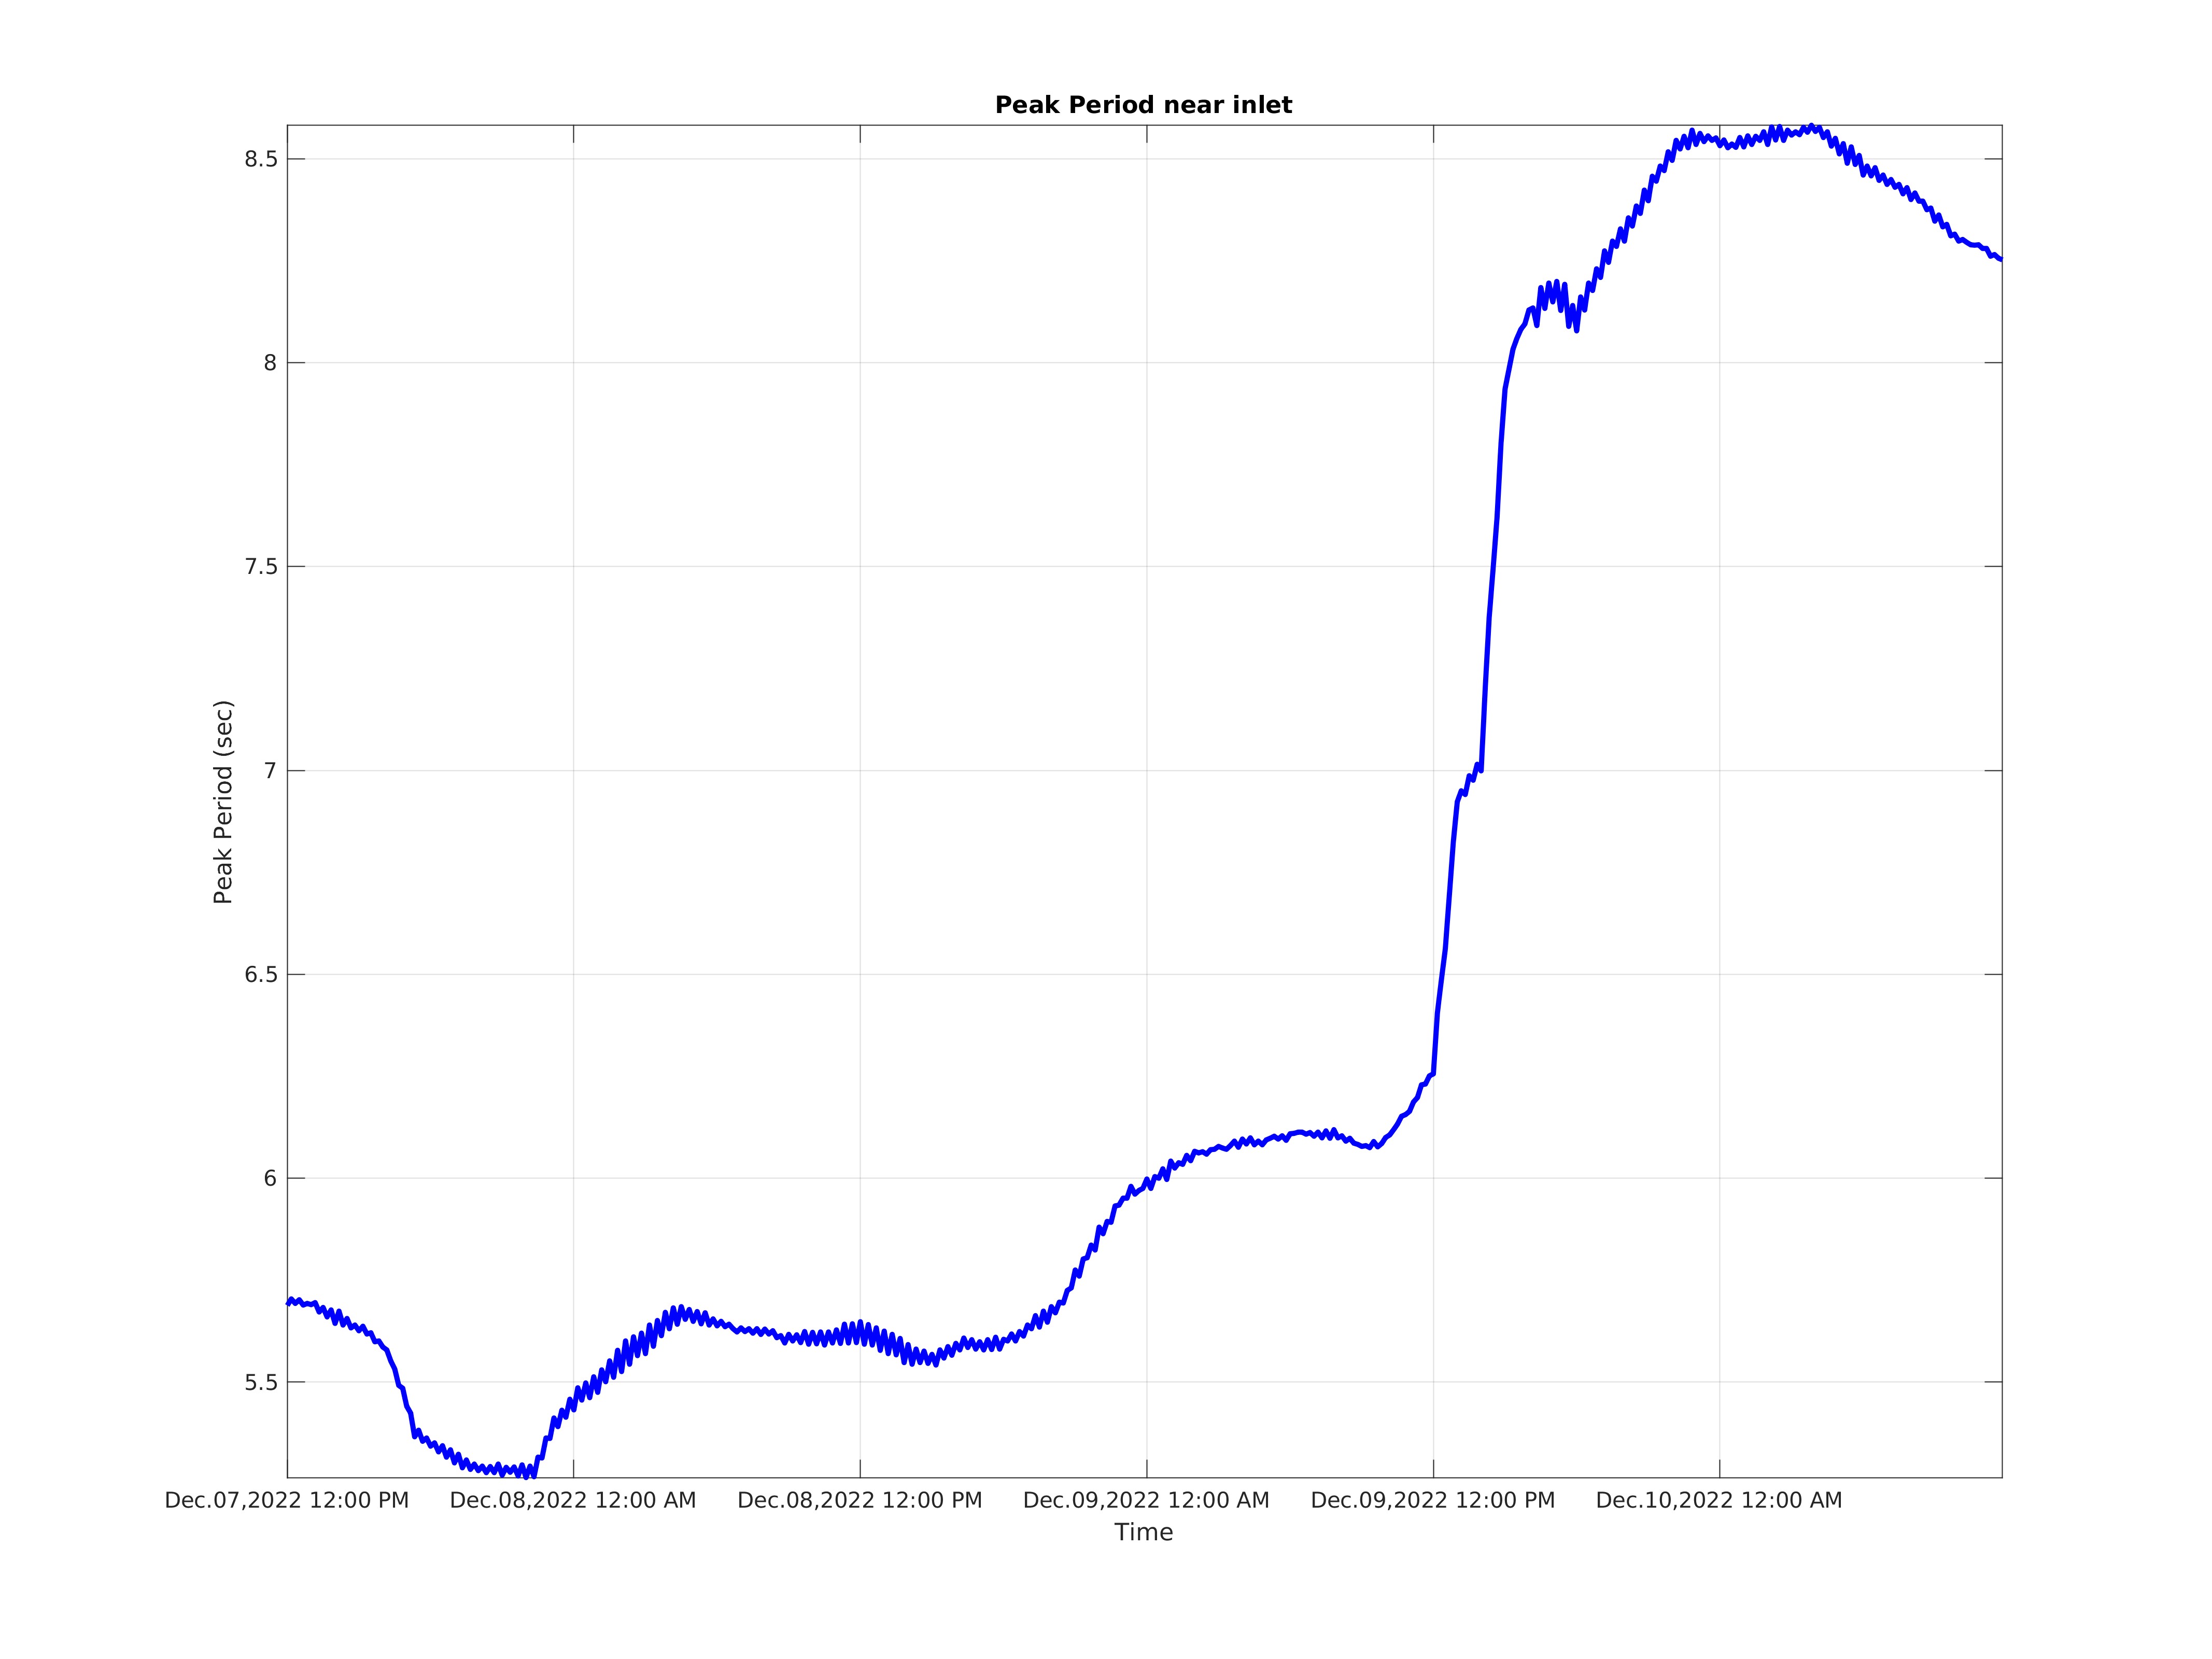 Peak Period near inlet
8.5
8
7.5
7
6.5
6
5.5
Peak Period (sec)
Dec.07,2022 12:00 PM
Dec.08,2022 12:00 AM
Dec.08,2022 12:00 PM
Dec.09,2022 12:00 AM
Dec.09,2022 12:00 PM
Dec.10,2022 12:00 AM
Time